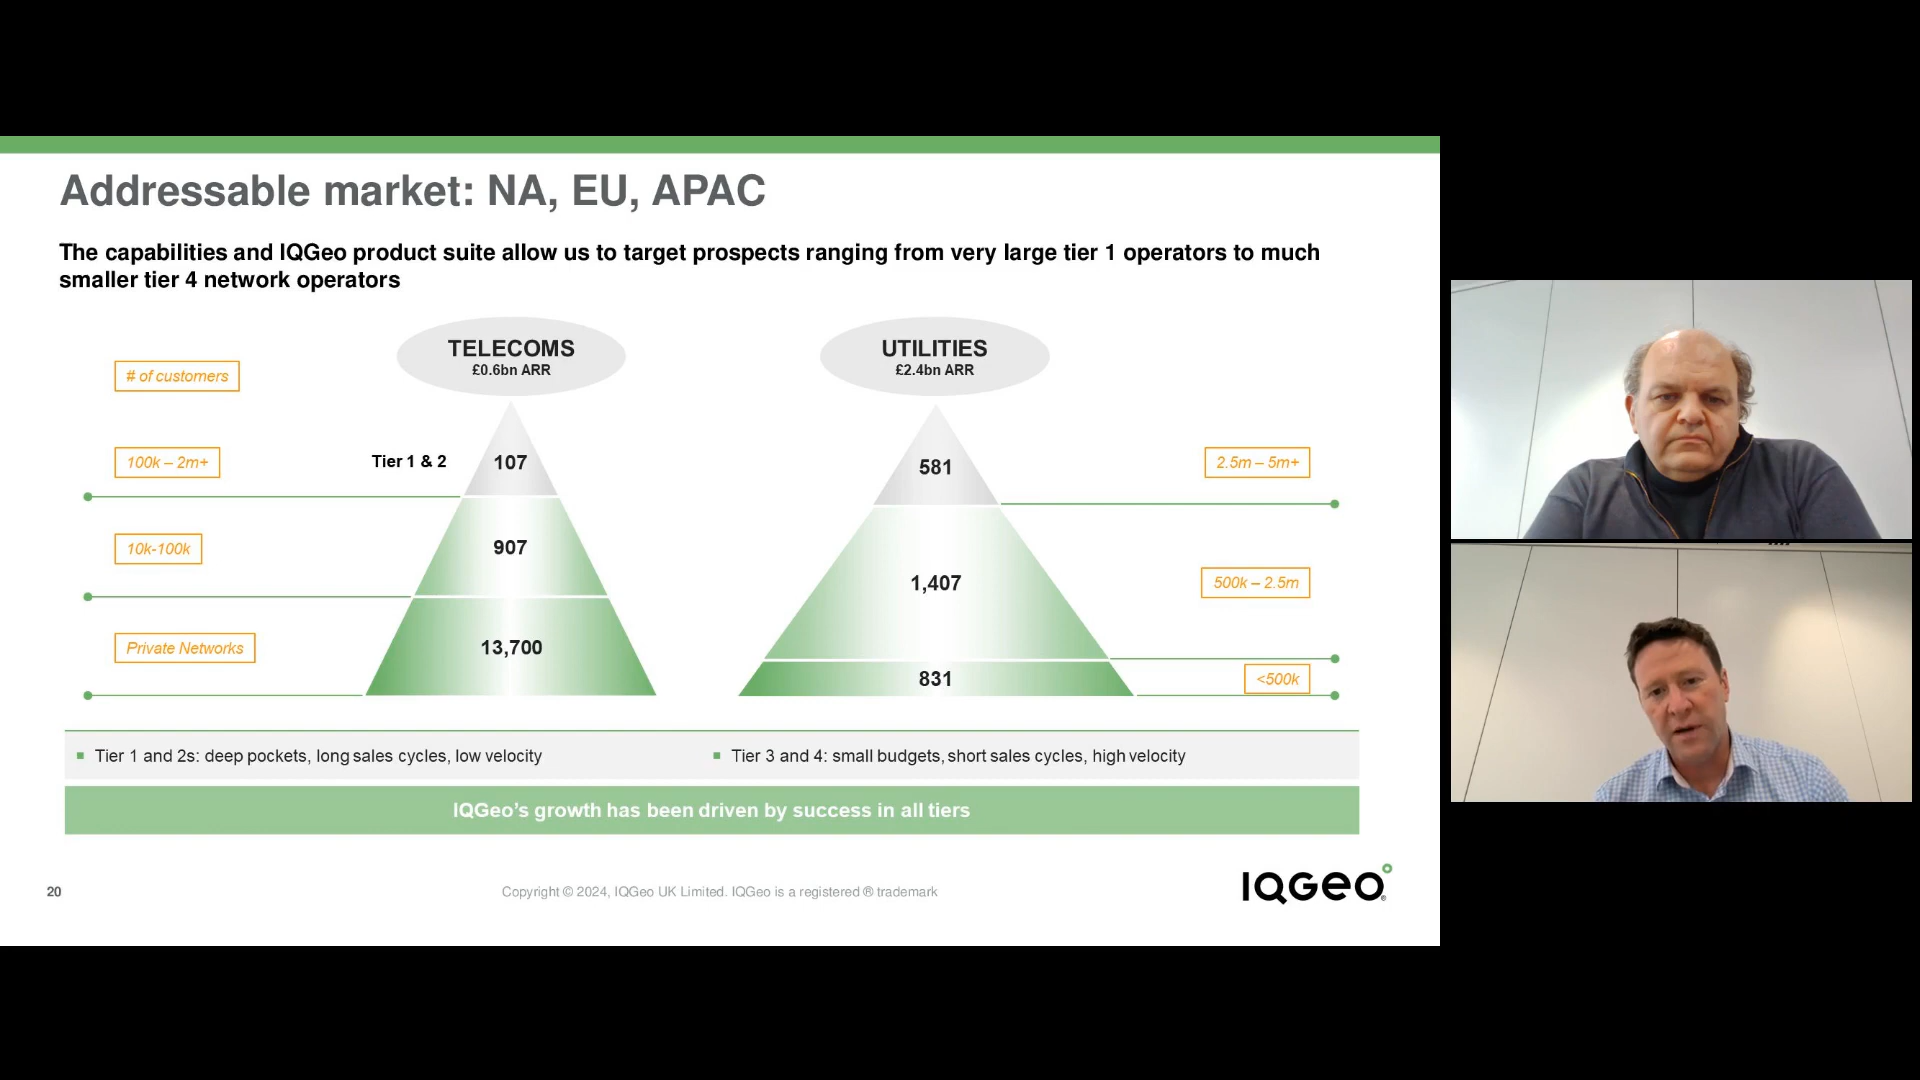 Addressable market: NA, EU, APAC
The capabilities and IQGeo product suite allow us to target prospects ranging from very large tier 1 operators to much
smaller tier 4 network operators
TELECOMS
£0.6bn ARR
UTILITIES
£2.4bn ARR
# of customers
100k – 2m+
Tier 1 & 2
107
581
2.5m – 5m+
10k-100k
907
1,407
500k – 2.5m
Private Networks
13,700
831
<500k
Tier 1 and 2s: deep pockets, long sales cycles, low velocity
Tier 3 and 4: small budgets, short sales cycles, high velocity
IQGeo’s growth has been driven by success in all tiers
20
Copyright © 2024, IQGeo UK Limited. IQGeo is a registered ® trademark
IQGeo®